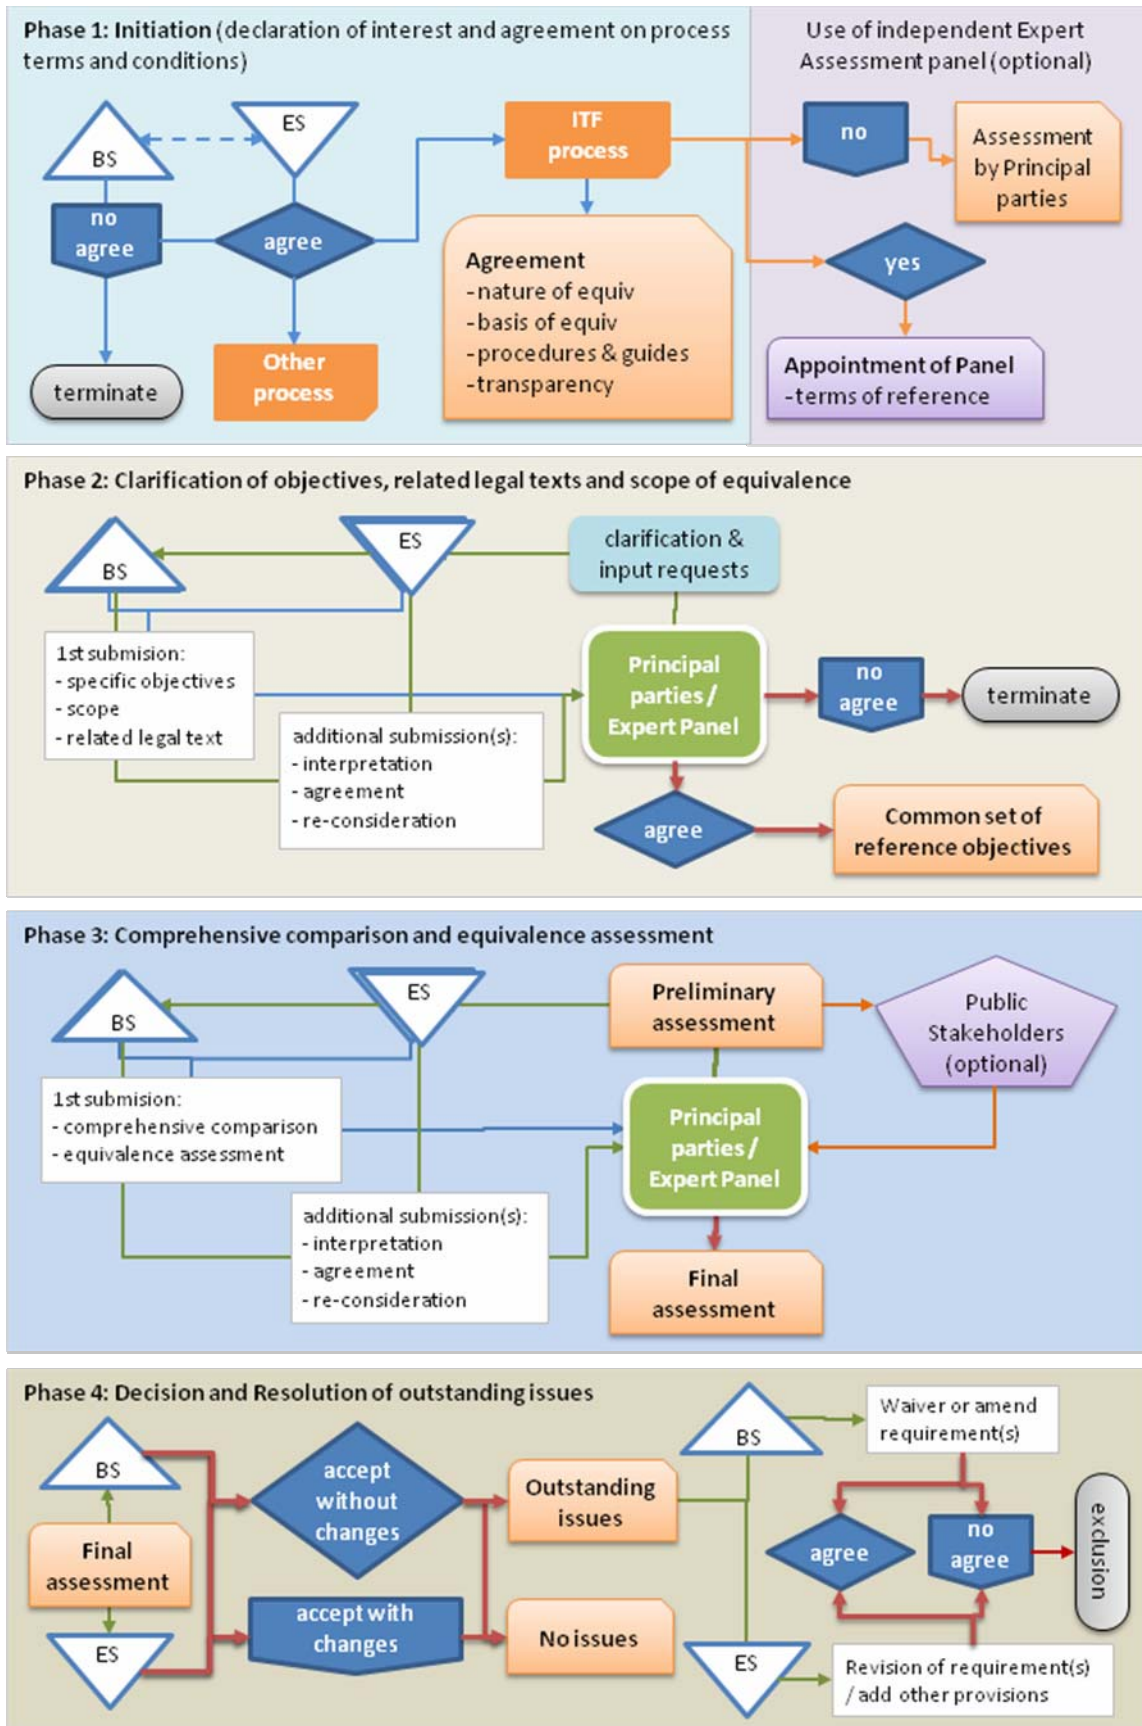 Phase 1: Initiation (declaration of interest and agreement on process
terms and conditions)
Use of independent Expert
Assessment panel (optional)
BS
ES
ITF
process
no
Assessment
by Principal
parties
no
agree
agree
Agreement
-nature of equiv
-basis of equiv
-procedures & guides
-transparency
yes
terminate
Other
process
Appointment of Panel
-terms of reference
Phase 2: Clarification of objectives, related legal texts and scope of equivalence
BS
ES
clarification &
input requests
1st submision:
- specific objectives
- scope
- related legal text
additional submission(s):
- interpretation
- agreement
- re-consideration
Principal
parties /
Expert Panel
no
agree
terminate
agree
Common set of
reference objectives
Phase 3: Comprehensive comparison and equivalence assessment
BS
ES
Preliminary
assessment
Public
Stakeholders
(optional)
1st submision:
- comprehensive comparison
- equivalence assessment
additional submission(s):
- interpretation
- agreement
- re-consideration
Principal
parties /
Expert Panel
Final
assessment
Phase 4: Decision and Resolution of outstanding issues
BS
Final
assessment
ES
accept
without
changes
accept with
changes
Outstanding
issues
No issues
BS
ES
Waiver or amend
requirement(s)
agree
no
agree
exclusion
Revision of requirement(s)
/ add other provisions